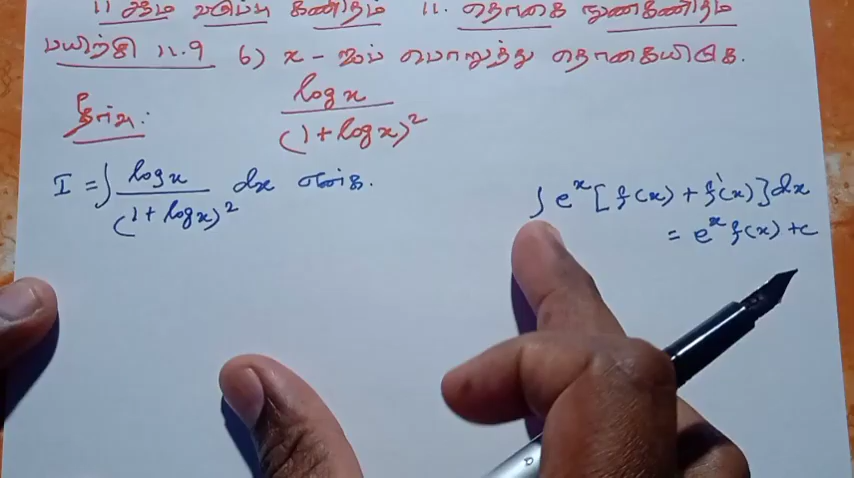 11 ஆம் வகுப்பு கணிதம் 11. தொகை நுண்கணிதம்
பயிற்சி 11.9 6) x - ஐப் பொறுத்து தொகையிடுக.
தீர்வு: log x / (1 + log x)²
I = ∫ log x / (1 + log x)² dx என்க.
∫ eˣ [f(x) + f'(x)] dx
= eˣ f(x) + c